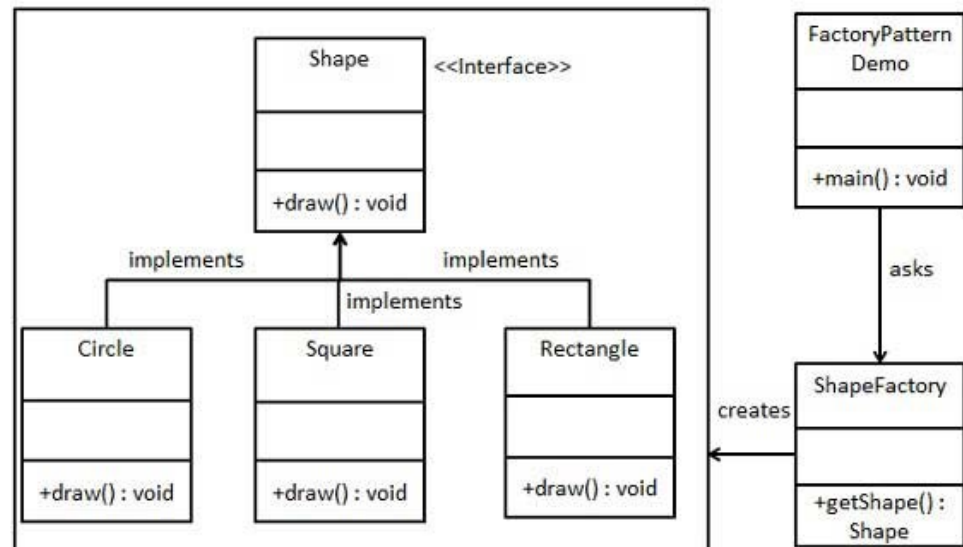 Shape
<<Interface>>
+draw() : void
implements
implements
implements
Circle
+draw() : void
Square
+draw() : void
Rectangle
+draw() : void
FactoryPattern
Demo
+main() : void
asks
ShapeFactory
creates
+getShape() :
Shape